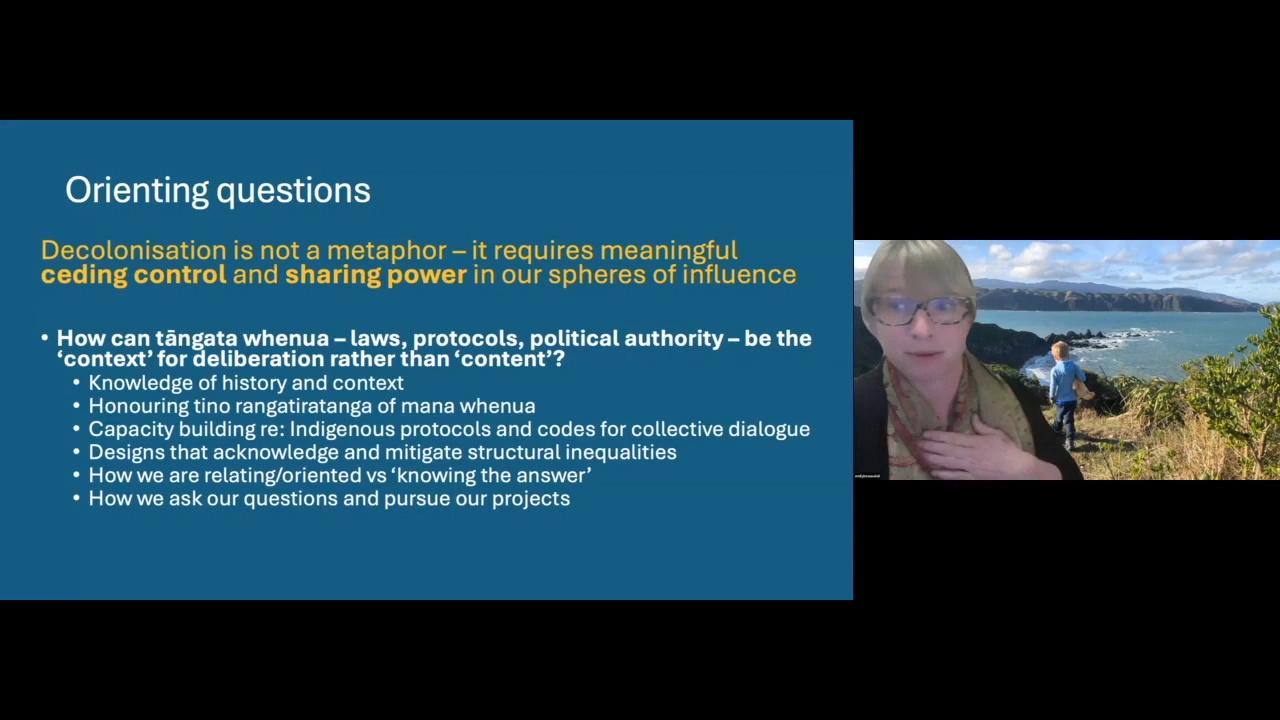 Orienting questions
Decolonisation is not a metaphor – it requires meaningful
ceding control and sharing power in our spheres of influence
• How can tāngata whenua – laws, protocols, political authority – be the
‘context’ for deliberation rather than ‘content’?
• Knowledge of history and context
• Honouring tino rangatiratanga of mana whenua
• Capacity building re: Indigenous protocols and codes for collective dialogue
• Designs that acknowledge and mitigate structural inequalities
• How we are relating/oriented vs ‘knowing the answer’
• How we ask our questions and pursue our projects